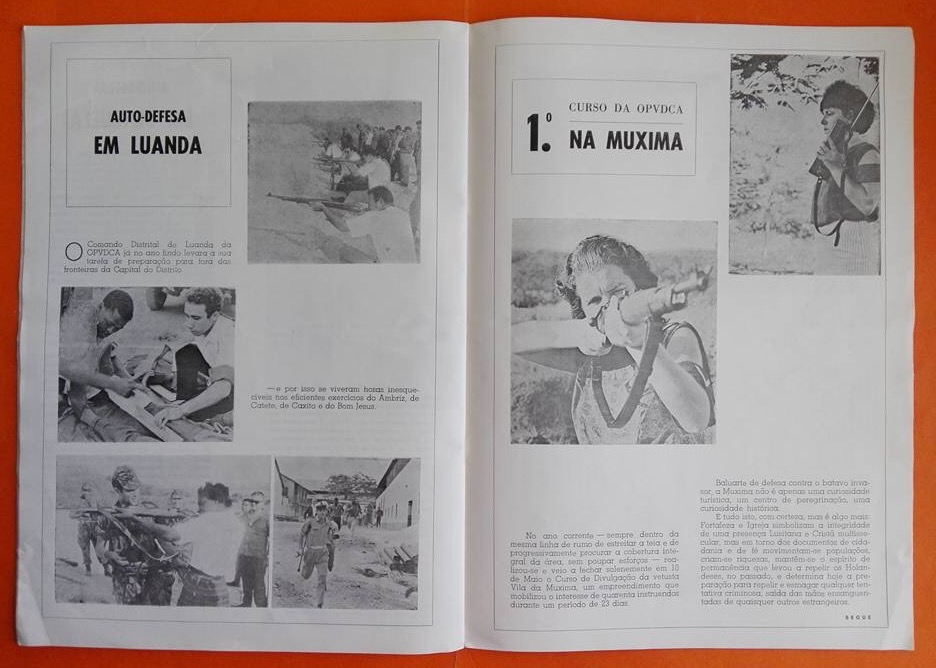 AUTO-DEFESA
EM LUANDA
O Comando Distrital de Luanda da
OPVDCA já no ano findo levara a sua
tarefa de preparação para fora das
fronteiras da Capital do Distrito
— e por isso se viveram horas inesque-
cíveis nos eficientes exercícios do Ambriz, de
Catete, de Caxito e do Bom Jesus.
1.º CURSO DA OPVDCA
NA MUXIMA
No ano corrente — sempre dentro da
mesma linha de rumo de estreitar a teia e de
progressivamente procurar a cobertura inte-
gral da área, sem poupar esforços — rea-
lizou-se e veio a fechar solenemente em 10
de Maio o Curso de Divulgação da vetusta
Vila da Muxima, um empreendimento que
mobilizou o interesse de quarenta instruendos
durante um período de 23 dias.
Baluarte de defesa contra o batavo inva-
sor, a Muxima não é apenas uma curiosidade
turística, um centro de peregrinação, uma
curiosidade histórica.
É tudo isto, com certeza, mas é algo mais:
Fortaleza e Igreja simbolizam a integridade
de uma presença Lusitana e Cristã multisse-
cular, mas em torno dos documentos de cida-
dania e de fé movimentam-se populações,
criam-se riquezas, mantêm-se o espírito de
permanência que levou a repelir os Holan-
deses, no passado, e determina hoje a pre-
paração para repelir e esmagar qualquer ten-
tativa criminosa, saída das mãos ensanguen-
tadas de quaisquer outros estrangeiros.
SEGUE